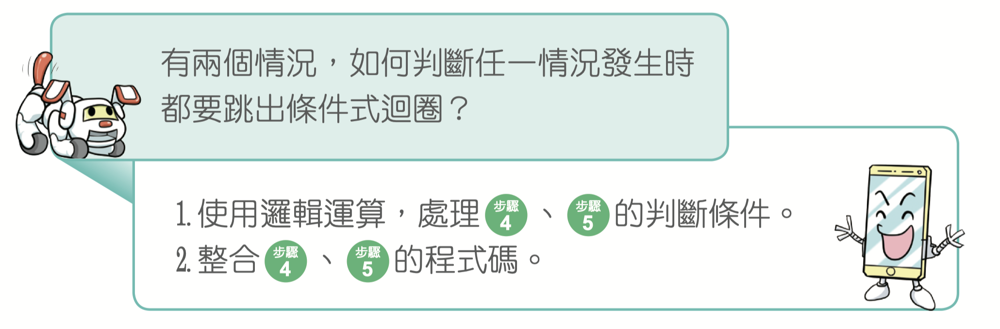 有兩個情況，如何判斷任一情況發生時
都要跳出條件式迴圈？
1. 使用邏輯運算，處理步驟4、步驟5的判斷條件。
2. 整合步驟4、步驟5的程式碼。